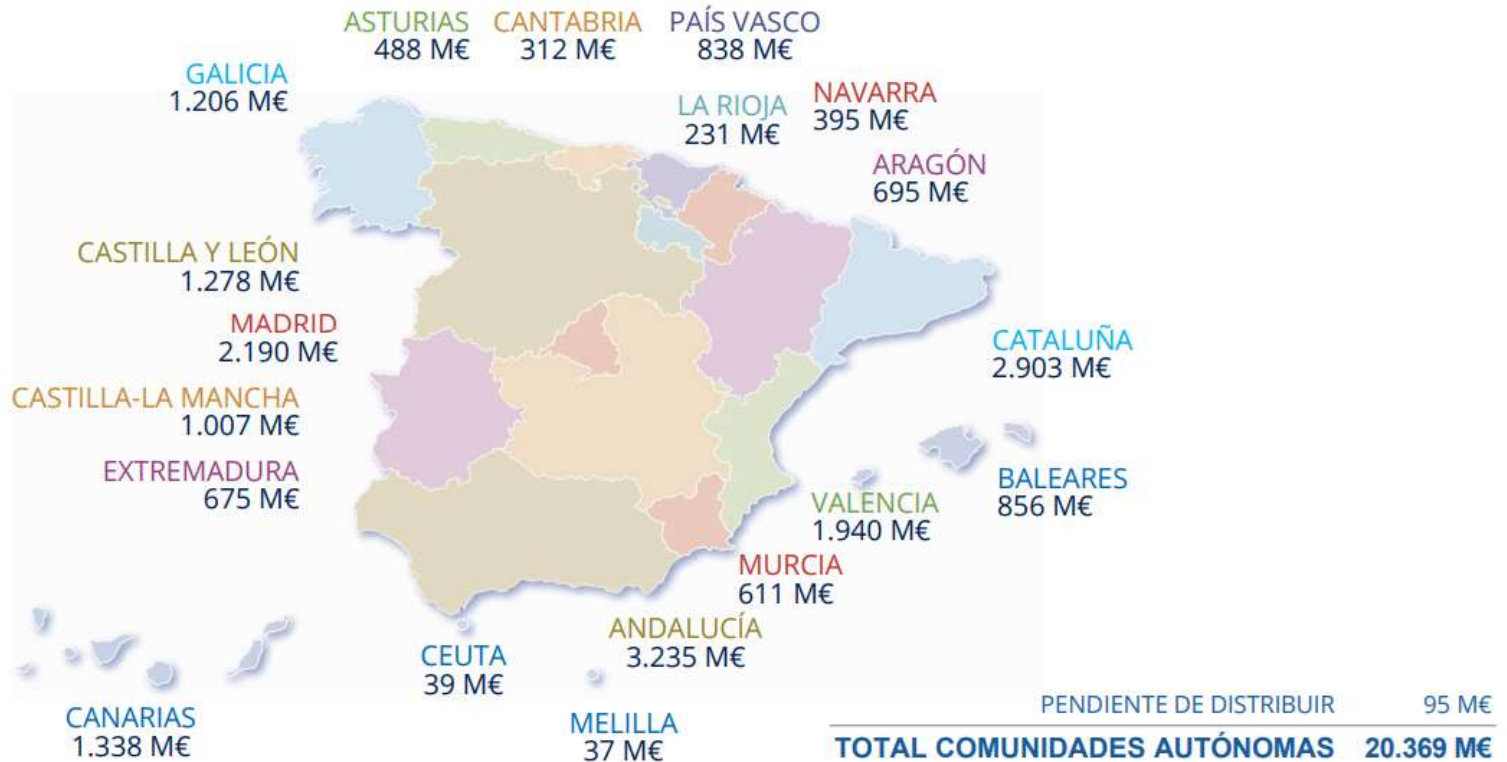 ASTURIAS
488 M€
CANTABRIA
312 M€
PAÍS VASCO
838 M€
GALICIA
1.206 M€
LA RIOJA
231 M€
NAVARRA
395 M€
ARAGÓN
695 M€
CASTILLA Y LEÓN
1.278 M€
MADRID
2.190 M€
CATALUÑA
2.903 M€
CASTILLA-LA MANCHA
1.007 M€
EXTREMADURA
675 M€
BALEARES
856 M€
VALENCIA
1.940 M€
MURCIA
611 M€
ANDALUCÍA
3.235 M€
CEUTA
39 M€
CANARIAS
1.338 M€
MELILLA
37 M€
PENDIENTE DE DISTRIBUIR 95 M€
TOTAL COMUNIDADES AUTÓNOMAS 20.369 M€